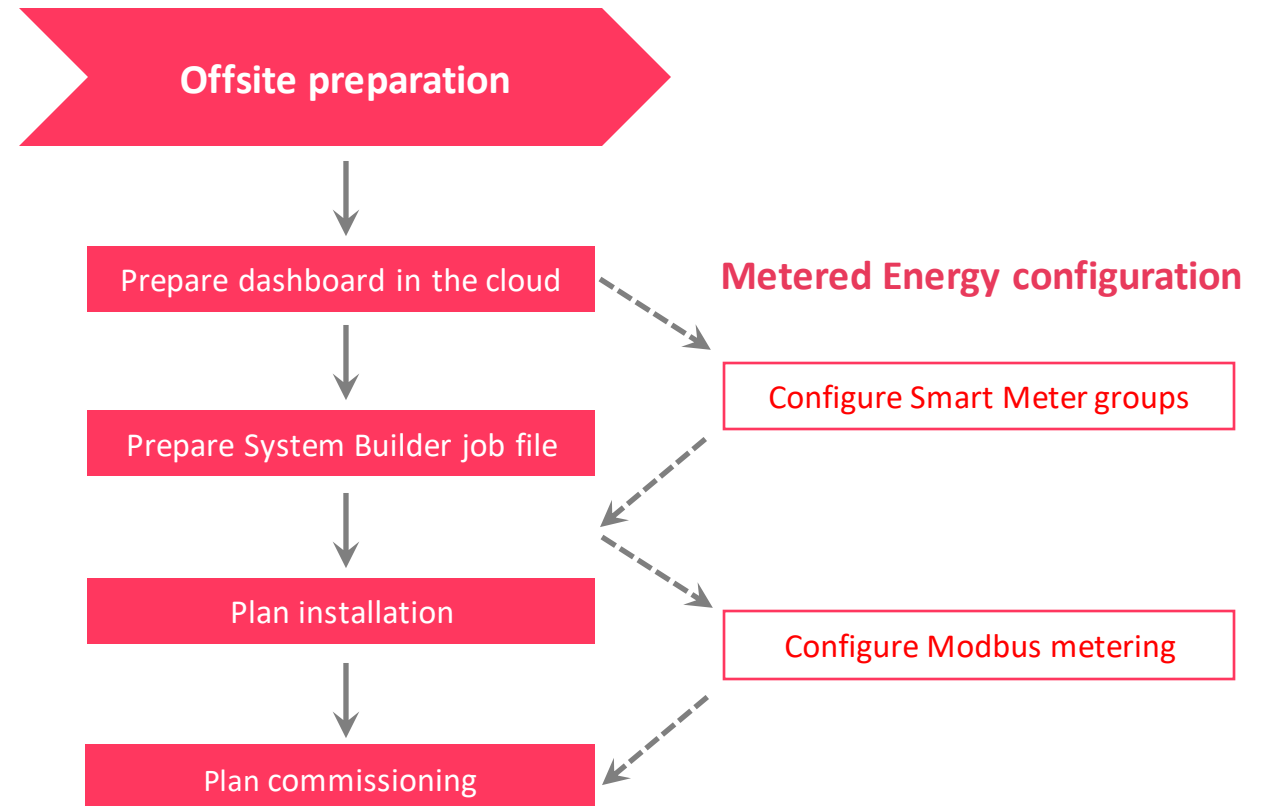 Offsite preparation
Prepare dashboard in the cloud
Metered Energy configuration
Configure Smart Meter groups
Prepare System Builder job file
Plan installation
Configure Modbus metering
Plan commissioning